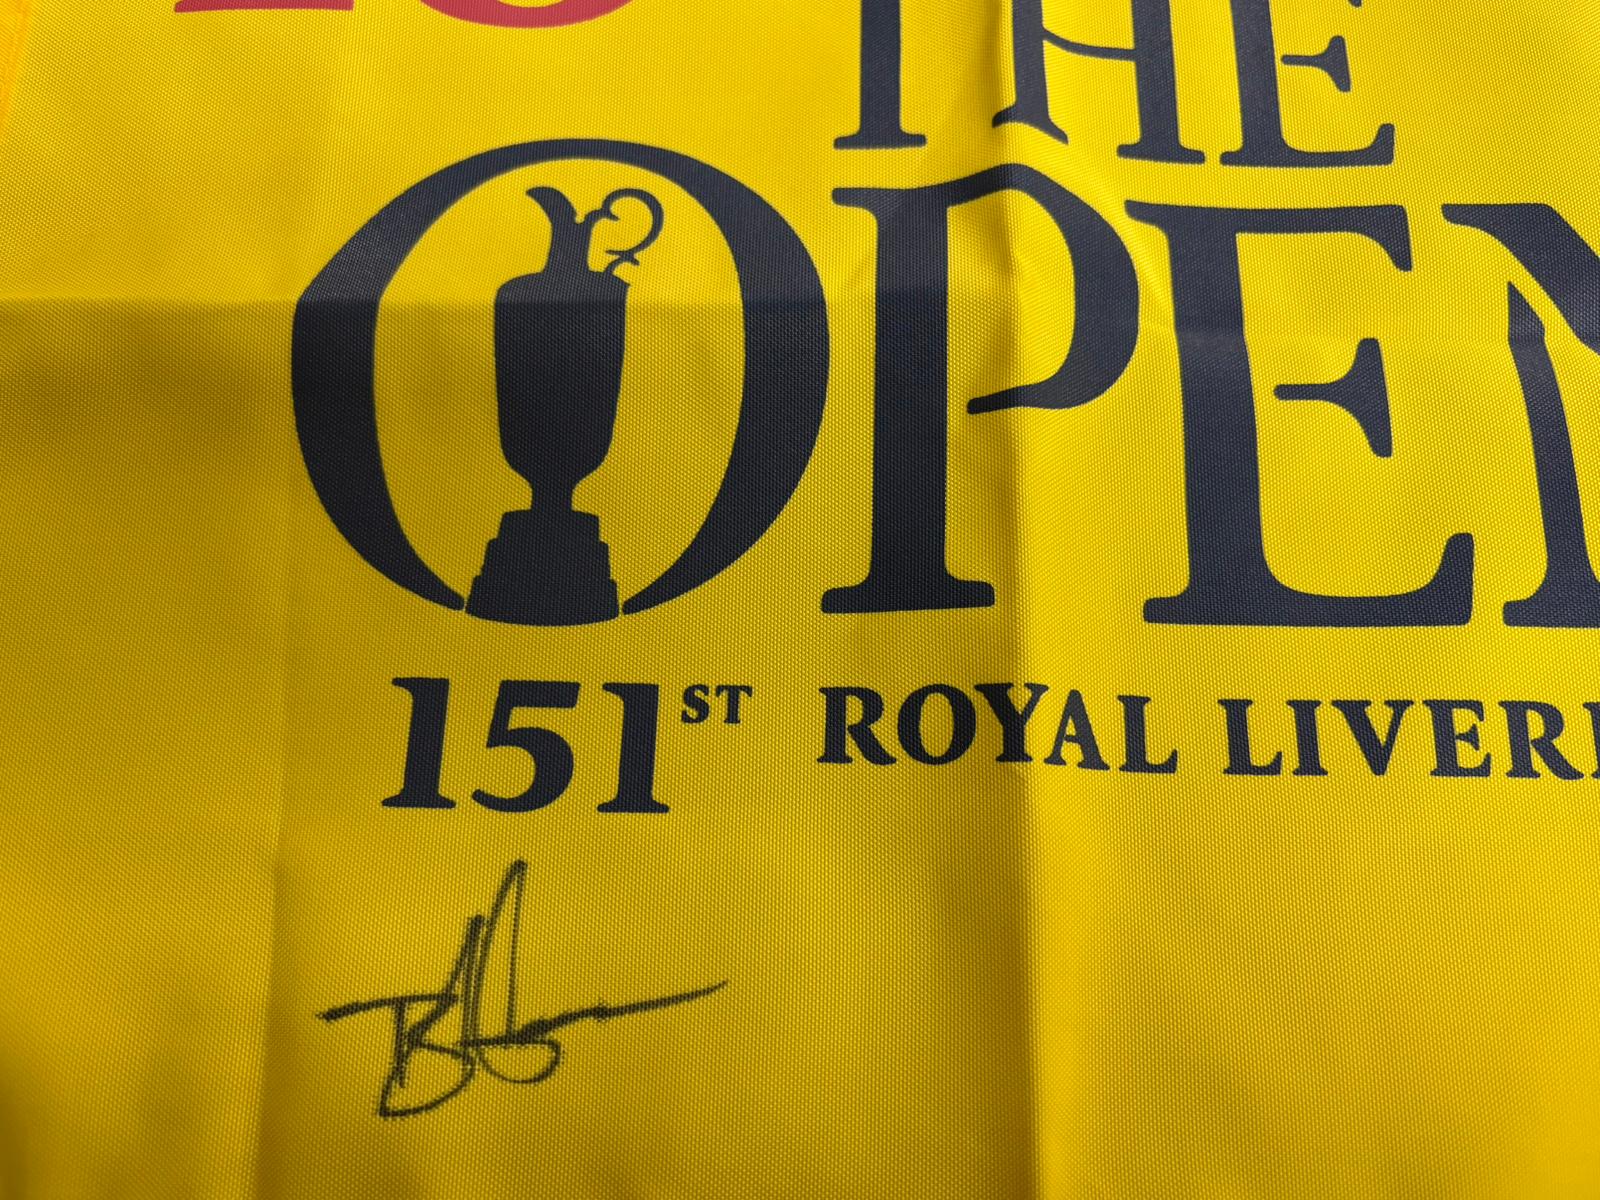 THE
OPEN
151ST ROYAL LIVER